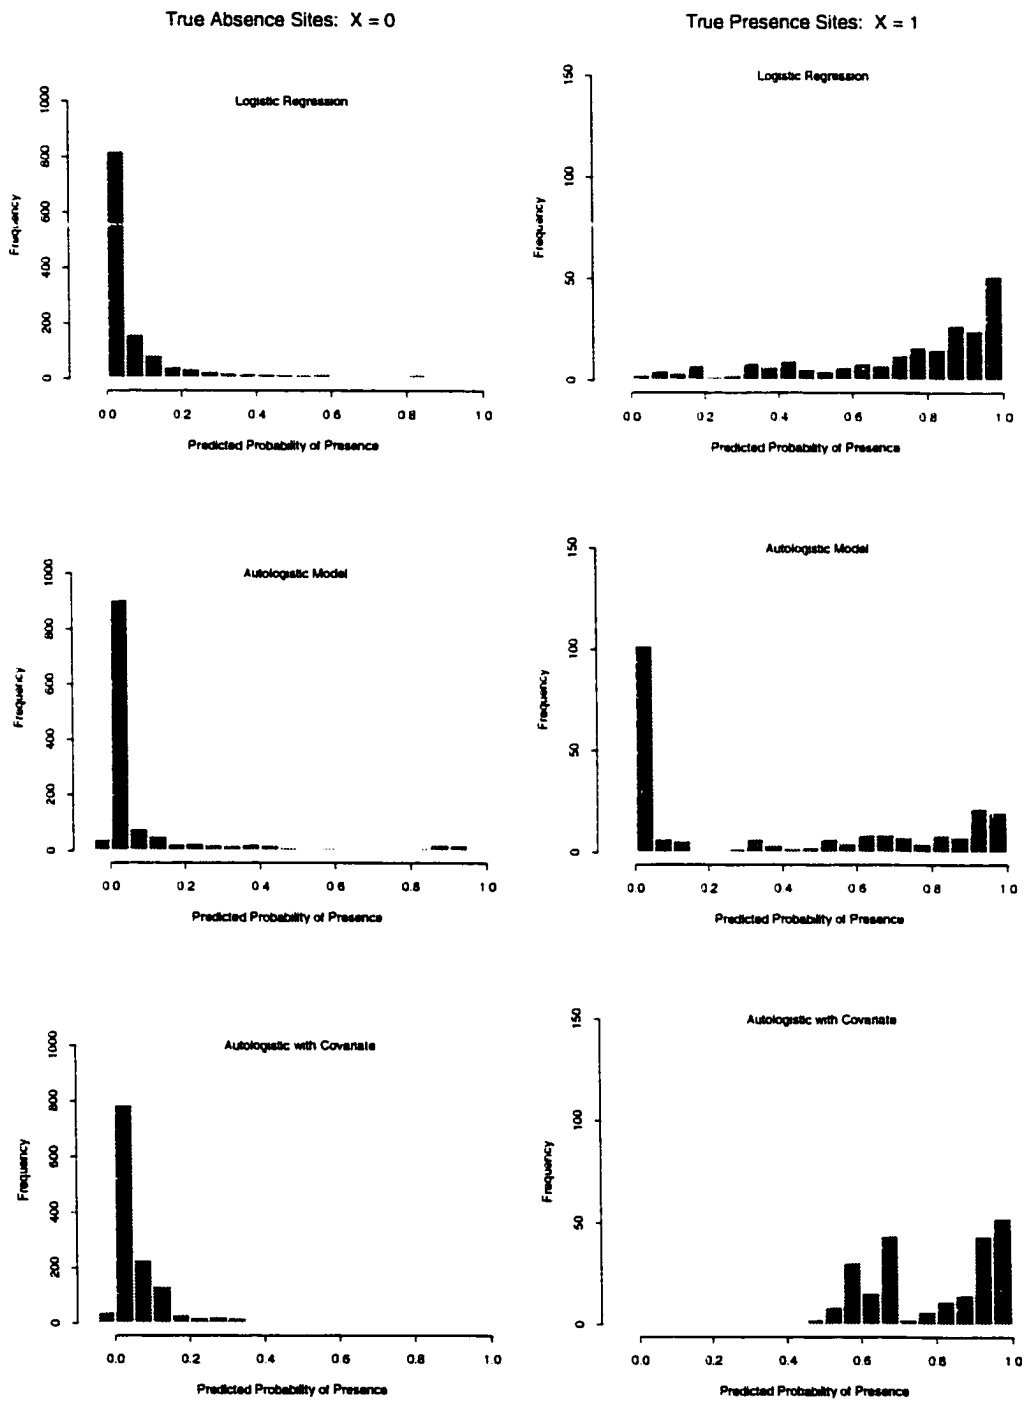 True Absence Sites: X = 0
True Presence Sites: X = 1
Logistic Regression
Frequency
0 200 400 600 800 1000
0.0 0.2 0.4 0.6 0.8 1.0
Predicted Probability of Presence
Logistic Regression
Frequency
0 50 100 150
0.0 0.2 0.4 0.6 0.8 1.0
Predicted Probability of Presence
Autologistic Model
Frequency
0 200 400 600 800 1000
0.0 0.2 0.4 0.6 0.8 1.0
Predicted Probability of Presence
Autologistic Model
Frequency
0 50 100 150
0.0 0.2 0.4 0.6 0.8 1.0
Predicted Probability of Presence
Autologistic with Covariate
Frequency
0 200 400 600 800 1000
0.0 0.2 0.4 0.6 0.8 1.0
Predicted Probability of Presence
Autologistic with Covariate
Frequency
0 50 100 150
0.0 0.2 0.4 0.6 0.8 1.0
Predicted Probability of Presence